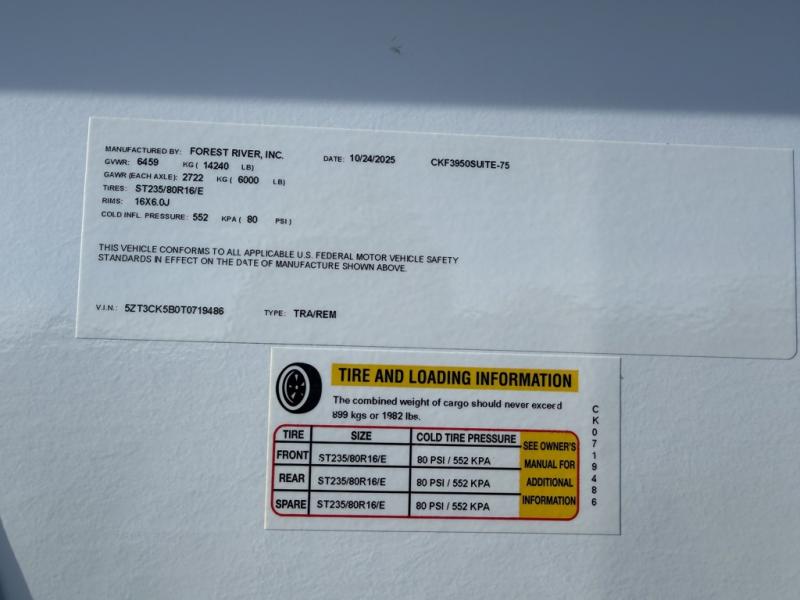 MANUFACTURED BY: FOREST RIVER, INC. DATE: 10/24/2025 CKF3950SUITE-75
GVWR: 6459 KG ( 14240 LB)
GAWR (EACH AXLE): 2722 KG ( 6000 LB)
TIRES: ST235/80R16/E
RIMS: 16X6.0J
COLD INFL. PRESSURE: 552 KPA ( 80 PSI )
THIS VEHICLE CONFORMS TO ALL APPLICABLE U.S. FEDERAL MOTOR VEHICLE SAFETY
STANDARDS IN EFFECT ON THE DATE OF MANUFACTURE SHOWN ABOVE.
V.I.N.: 5ZT3CK5B0T0719486 TYPE: TRA/REM
TIRE AND LOADING INFORMATION
The combined weight of cargo should never exceed
899 kgs or 1982 lbs.
TIRE SIZE COLD TIRE PRESSURE
FRONT ST235/80R16/E 80 PSI / 552 KPA
REAR ST235/80R16/E 80 PSI / 552 KPA
SPARE ST235/80R16/E 80 PSI / 552 KPA
SEE OWNER'S
MANUAL FOR
ADDITIONAL
INFORMATION
CK0719486